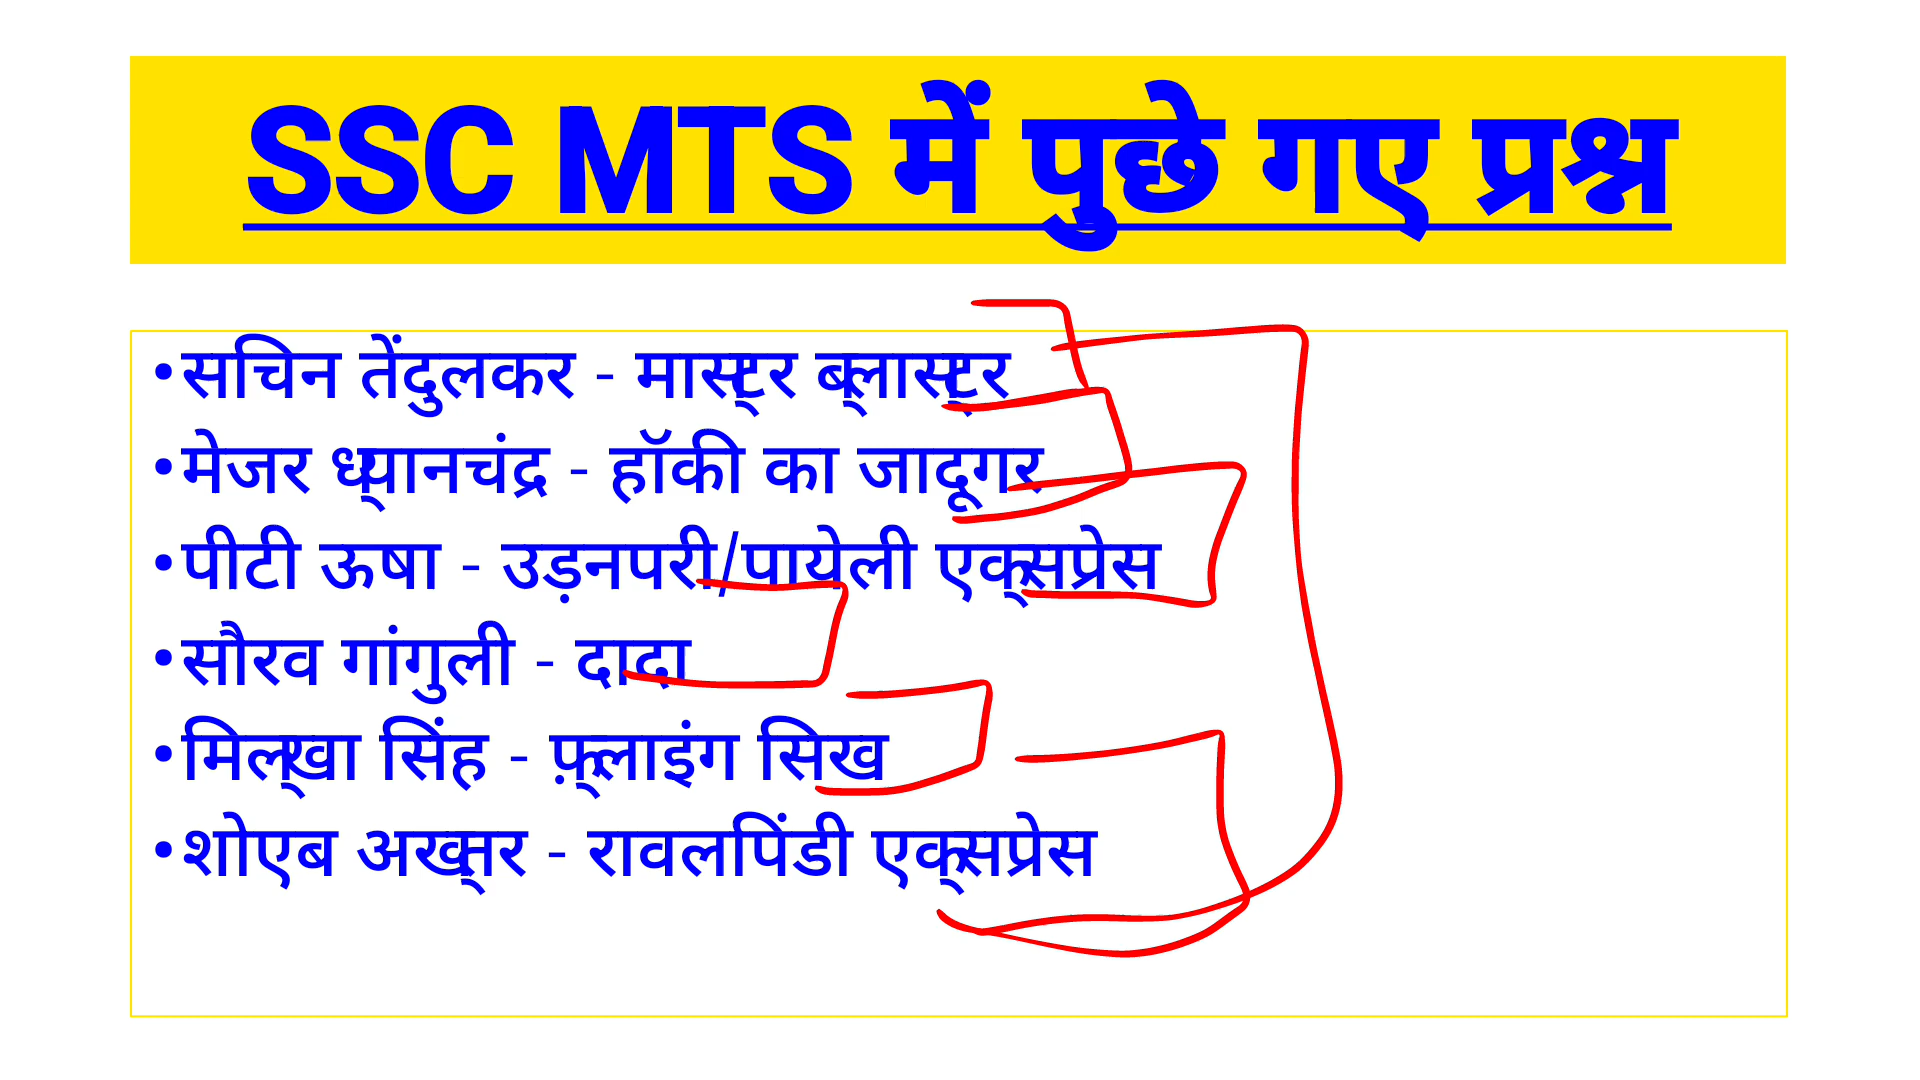 SSC MTS में पुछे गए प्रश्न
•सचिन तेंदुलकर - मास्टर ब्लास्टर
•मेजर ध्यानचंद्र - हॉकी का जादूगर
•पीटी ऊषा - उड़नपरी/पायेली एक्सप्रेस
•सौरव गांगुली - दादा
•मिल्खा सिंह - फ़्लाइंग सिख
•शोएब अख्तर - रावलपिंडी एक्सप्रेस